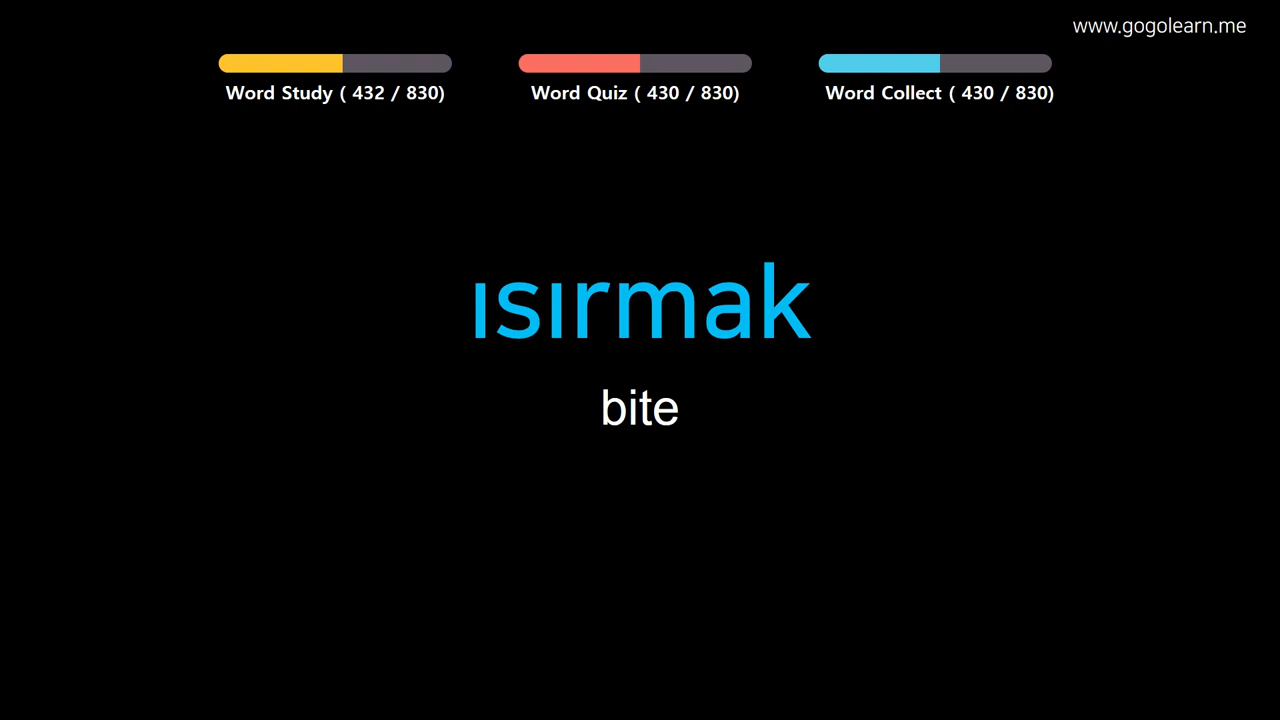 www.gogolearn.me
Word Study ( 432 / 830)
Word Quiz ( 430 / 830)
Word Collect ( 430 / 830)
ısırmak
bite